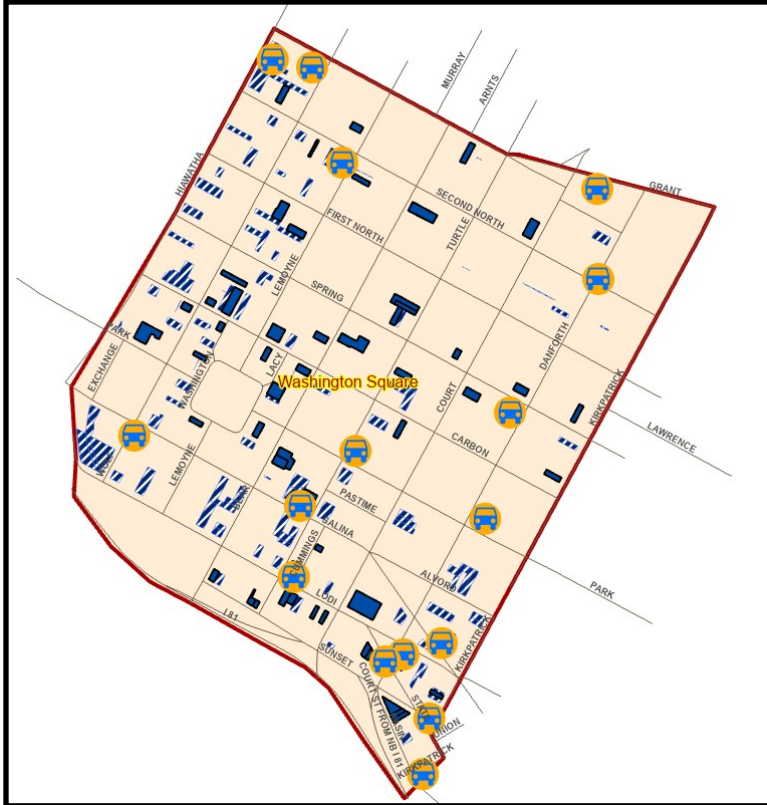 MURRAY
ARNTS
HIAWATHA
GRANT
SECOND NORTH
FIRST NORTH
TURTLE
LEMOYNE
SPRING
DANFORTH
PARK
EXCHANGE
WASHINGTON
LACY
Washington Square
COURT
KIRKPATRICK
LAWRENCE
CARBON
LEMOYNE
PASTIME
SALINA
CUMMINGS
ALVORD
PARK
LODI
I 81
SUNSET
KIRKPATRICK
COURT ST FROM NB I 81
UNION
KIRKPATRICK